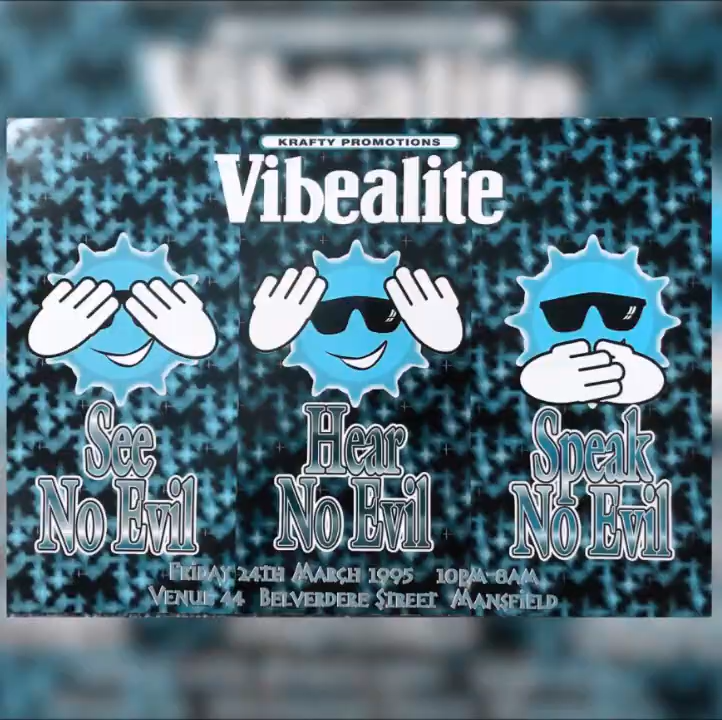 KRAFTY PROMOTIONS
Vibealite
See
No Evil
Hear
No Evil
Speak
No Evil
Friday 24th March 1995 10pm-8am
Venue 44 Belverdere Street Mansfield